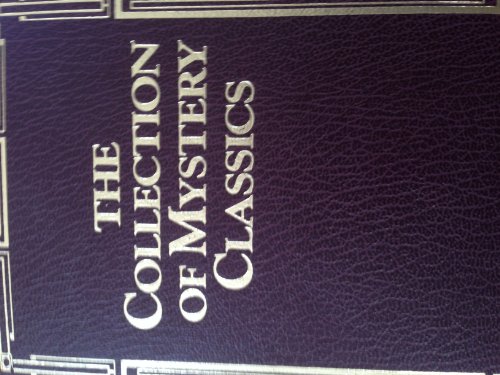 THE
COLLECTION
OF MYSTERY
CLASSICS